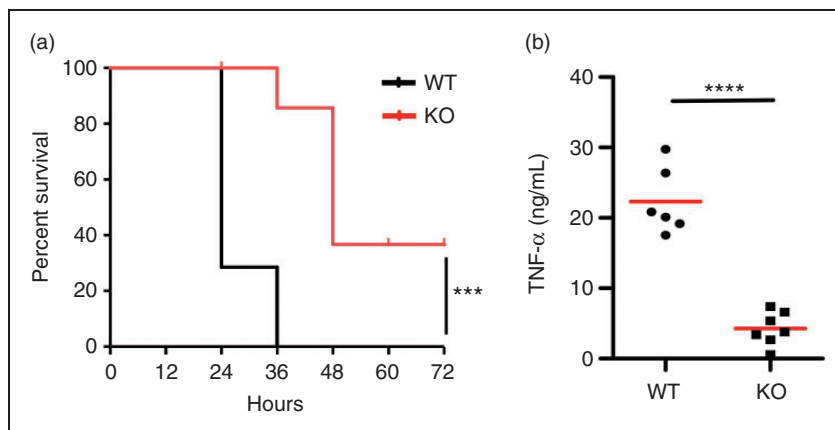 (a)
100
80
60
40
20
0
Percent survival
WT
KO
***
0 12 24 36 48 60 72
Hours
(b)
40
30
20
10
0
TNF-α (ng/mL)
****
WT KO